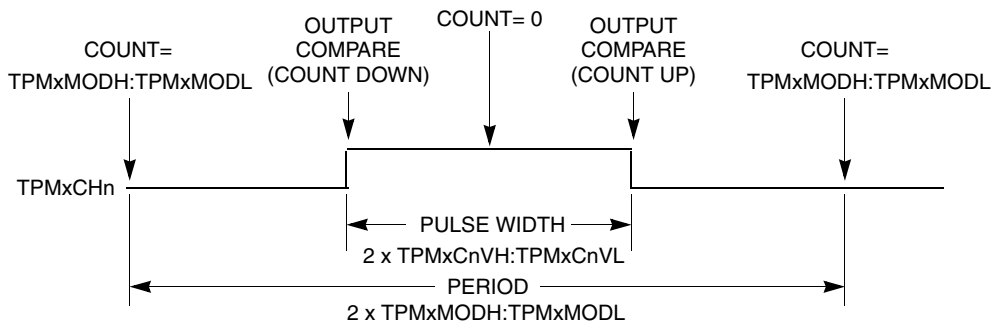 COUNT= 0
OUTPUT
COMPARE
(COUNT DOWN)
OUTPUT
COMPARE
(COUNT UP)
COUNT=
TPMxMODH:TPMxMODL
COUNT=
TPMxMODH:TPMxMODL
TPMxCHn
PULSE WIDTH
2 x TPMxCnVH:TPMxCnVL
PERIOD
2 x TPMxMODH:TPMxMODL